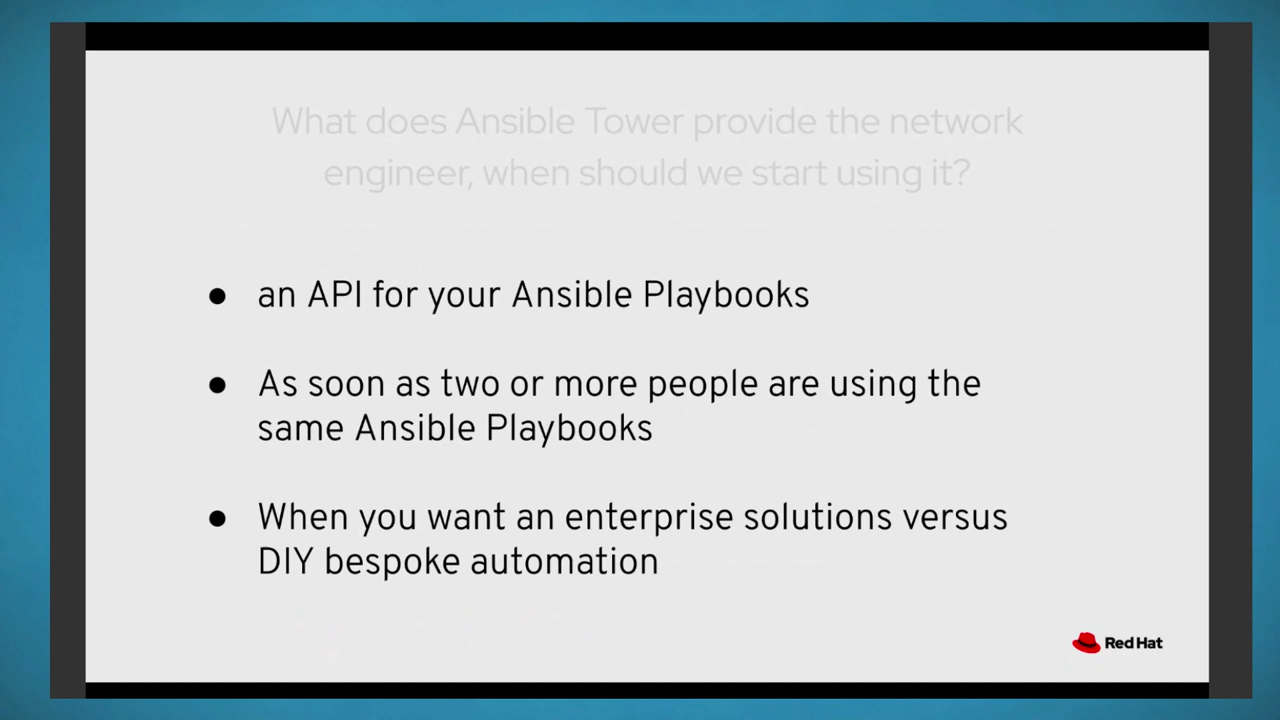 What does Ansible Tower provide the network
engineer, when should we start using it?
● an API for your Ansible Playbooks
● As soon as two or more people are using the
same Ansible Playbooks
● When you want an enterprise solutions versus
DIY bespoke automation
Red Hat